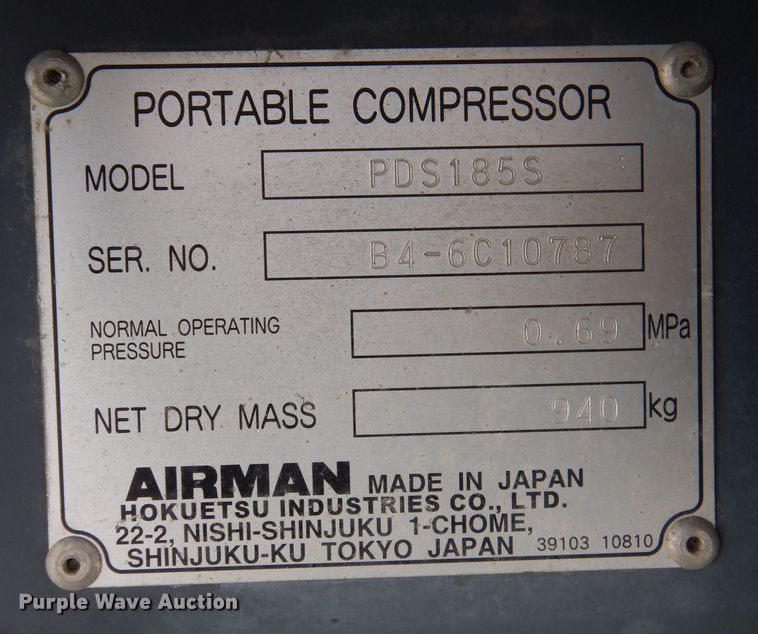 PORTABLE COMPRESSOR
MODEL PDS185S
SER. NO. B4-6C10787
NORMAL OPERATING
PRESSURE 0.69 MPa
NET DRY MASS 940 kg
AIRMAN MADE IN JAPAN
HOKUETSU INDUSTRIES CO., LTD.
22-2, NISHI-SHINJUKU 1-CHOME,
SHINJUKU-KU TOKYO JAPAN 39103 10810
Purple Wave Auction